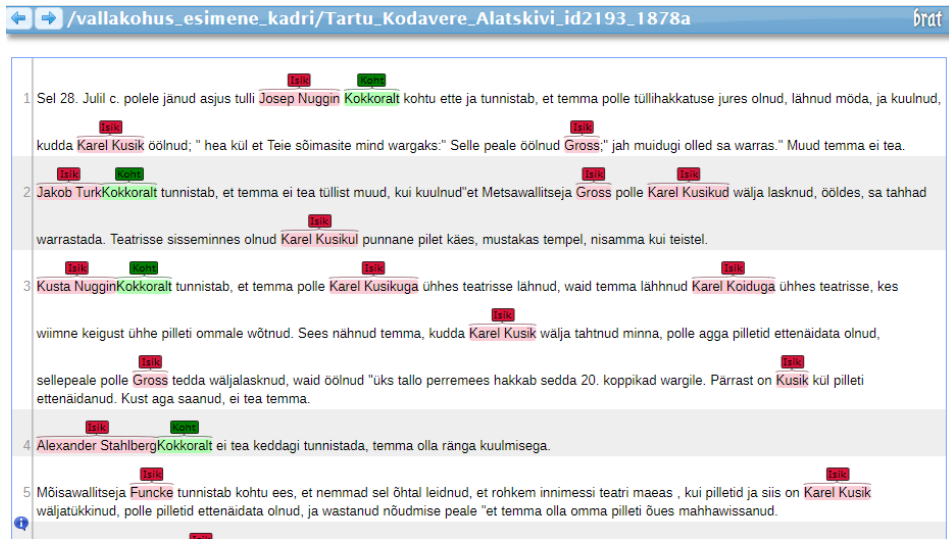 /vallakohus_esimene_kadri/Tartu_Kodavere_Alatskivi_id2193_1878a brat
Isik Koht
1 Sel 28. Julil c. polele jänud asjus tulli Josep Nuggin Kokkoralt kohtu ette ja tunnistab, et temma polle tüllihakkatuse jures olnud, lähnud möda, ja kuulnud,
Isik Isik
kudda Karel Kusik öölnud; " hea kül et Teie sõimasite mind wargaks:" Selle peale öölnud Gross;" jah muidugi olled sa warras." Muud temma ei tea.
Isik Koht Isik Isik
2 Jakob TurkKokkoralt tunnistab, et temma ei tea tüllist muud, kui kuulnud"et Metsawallitseja Gross polle Karel Kusikud wälja lasknud, ööldes, sa tahhad
Isik
warrastada. Teatrisse sisseminnes olnud Karel Kusikul punnane pilet käes, mustakas tempel, nisamma kui teistel.
Isik Koht Isik Isik
3 Kusta NugginKokkoralt tunnistab, et temma polle Karel Kusikuga ühhes teatrisse lähnud, waid temma lähhnud Karel Koiduga ühhes teatrisse, kes
Isik
wiimne keigust ühhe pilleti ommale wõtnud. Sees nähnud temma, kudda Karel Kusik wälja tahtnud minna, polle agga pilletid ettenäidata olnud,
Isik Isik
sellepeale polle Gross tedda wäljalasknud, waid öölnud "üks tallo perremees hakkab sedda 20. koppikad wargile. Pärrast on Kusik kül pilleti
ettenäidanud. Kust aga saanud, ei tea temma.
Isik Koht
4 Alexander StahlbergKokkoralt ei tea keddagi tunnistada, temma olla ränga kuulmisega.
Isik Isik
5 Mõisawallitseja Funcke tunnistab kohtu ees, et nemmad sel õhtal leidnud, et rohkem innimessi teatri maeas , kui pilletid ja siis on Karel Kusik
wäljatükkinud, polle pilletid ettenäidata olnud, ja wastanud nõudmise peale "et temma olla omma pilleti õues mahhawissanud.
Isik